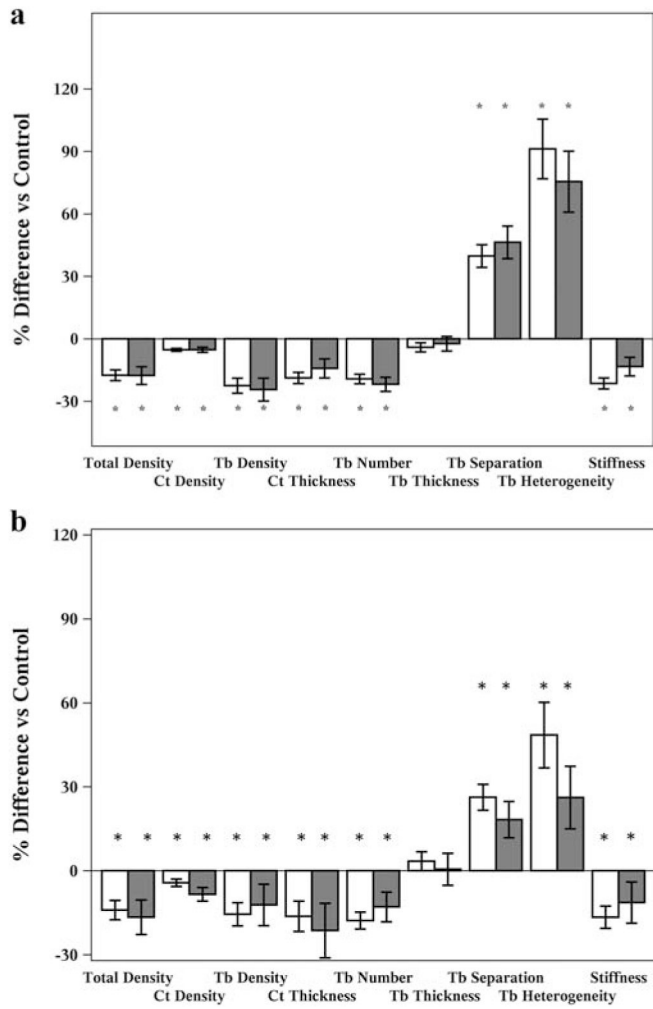 a
% Difference vs Control
120
90
60
30
0
-30
* * * *
* * * * * * * * * * * *
Total Density Tb Density Tb Number Tb Separation Stiffness
Ct Density Ct Thickness Tb Thickness Tb Heterogeneity
b
% Difference vs Control
120
90
60
30
0
-30
* * * *
* * * * * * * * * * * *
Total Density Tb Density Tb Number Tb Separation Stiffness
Ct Density Ct Thickness Tb Thickness Tb Heterogeneity